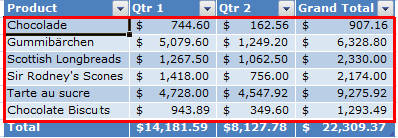 Product Qtr 1 Qtr 2 Grand Total
Chocolade $ 744.60 $ 162.56 $ 907.16
Gummibärchen $ 5,079.60 $ 1,249.20 $ 6,328.80
Scottish Longbreads $ 1,267.50 $ 1,062.50 $ 2,330.00
Sir Rodney's Scones $ 1,418.00 $ 756.00 $ 2,174.00
Tarte au sucre $ 4,728.00 $ 4,547.92 $ 9,275.92
Chocolate Biscuts $ 943.89 $ 349.60 $ 1,293.49
Total $14,181.59 $8,127.78 $ 22,309.37